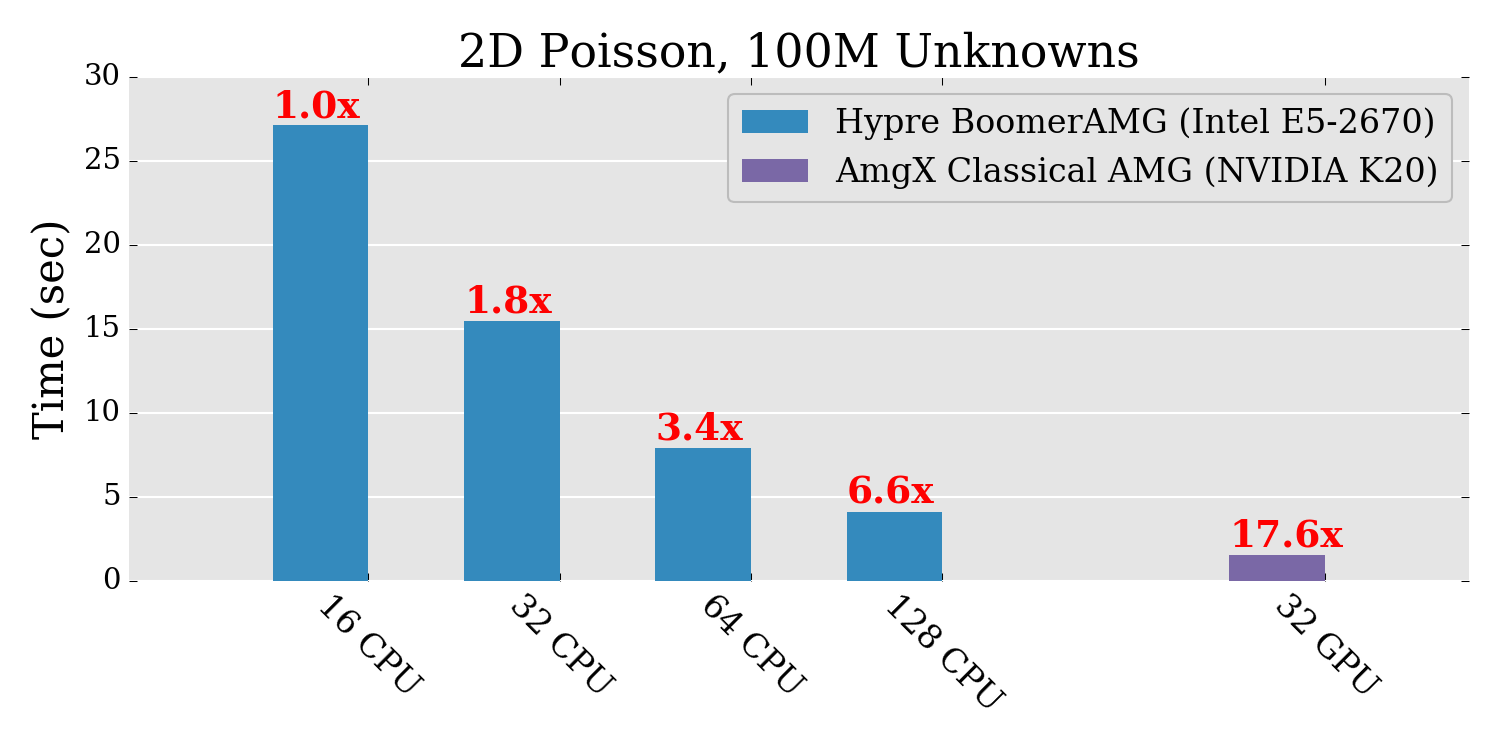 2D Poisson, 100M Unknowns
Time (sec)
30
25
20
15
10
5
0
1.0x
1.8x
3.4x
6.6x
17.6x
Hypre BoomerAMG (Intel E5-2670)
AmgX Classical AMG (NVIDIA K20)
16 CPU
32 CPU
64 CPU
128 CPU
32 GPU